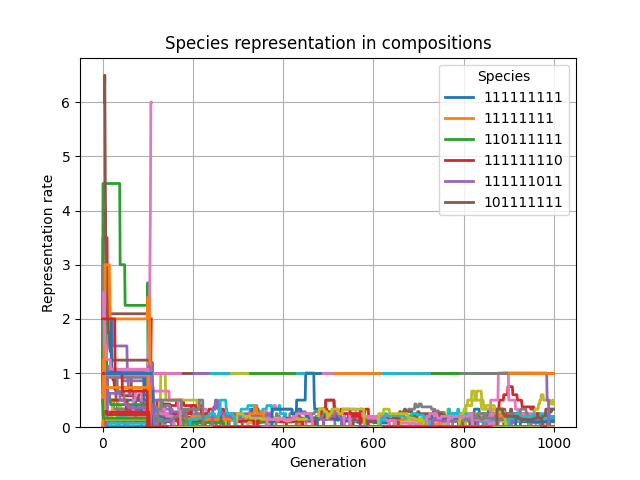 Species representation in compositions
Species
111111111
11111111
110111111
111111110
111111011
101111111
Representation rate
6
5
4
3
2
1
0
0 200 400 600 800 1000
Generation